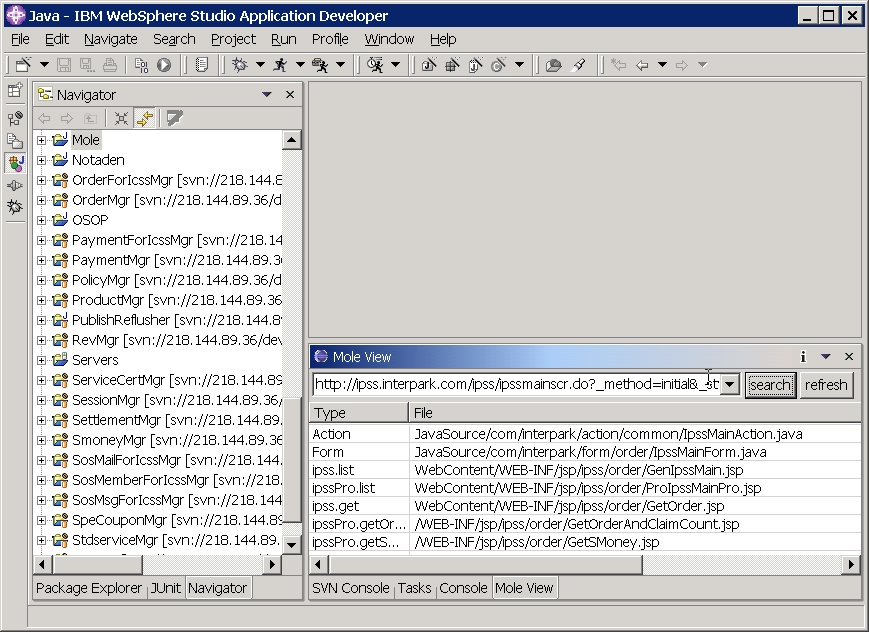 Java - IBM WebSphere Studio Application Developer
File Edit Navigate Search Project Run Profile Window Help
Navigator
Mole
Notaden
OrderForIcssMgr [svn://218.144.8
OrderMgr [svn://218.144.89.36/d
OSOP
PaymentForIcssMgr [svn://218.14
PaymentMgr [svn://218.144.89.36
PolicyMgr [svn://218.144.89.36/d
ProductMgr [svn://218.144.89.36
PublishReflusher [svn://218.144.89
RevMgr [svn://218.144.89.36/dev
Servers
ServiceCertMgr [svn://218.144.89
SessionMgr [svn://218.144.89.36/
SettlementMgr [svn://218.144.89.
SmoneyMgr [svn://218.144.89.36
SosMailForIcssMgr [svn://218.144
SosMemberForIcssMgr [svn://218.
SosMsgForIcssMgr [svn://218.144
SpeCouponMgr [svn://218.144.89
StdserviceMgr [svn://218.144.89.
Package Explorer JUnit Navigator
Mole View
http://ipss.interpark.com/ipss/ipssmainscr.do?_method=initial&_st search refresh
Type File
Action JavaSource/com/interpark/action/common/IpssMainAction.java
Form JavaSource/com/interpark/form/order/IpssMainForm.java
ipss.list WebContent/WEB-INF/jsp/ipss/order/GenIpssMain.jsp
ipssPro.list WebContent/WEB-INF/jsp/ipss/order/ProIpssMainPro.jsp
ipss.get WebContent/WEB-INF/jsp/ipss/order/GetOrder.jsp
ipssPro.getOr... /WEB-INF/jsp/ipss/order/GetOrderAndClaimCount.jsp
ipssPro.getS... /WEB-INF/jsp/ipss/order/GetSMoney.jsp
SVN Console Tasks Console Mole View